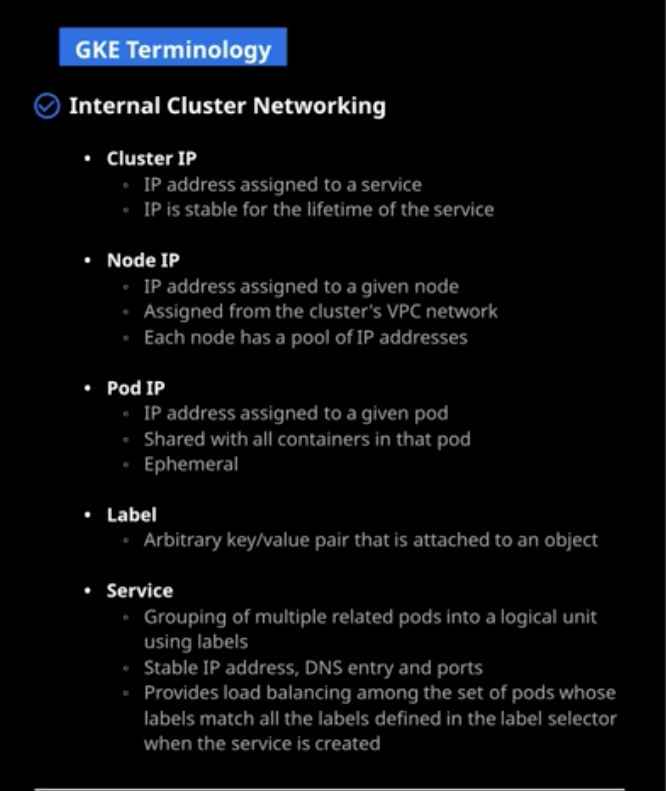 GKE Terminology
Internal Cluster Networking
• Cluster IP
◦ IP address assigned to a service
◦ IP is stable for the lifetime of the service
• Node IP
◦ IP address assigned to a given node
◦ Assigned from the cluster's VPC network
◦ Each node has a pool of IP addresses
• Pod IP
◦ IP address assigned to a given pod
◦ Shared with all containers in that pod
◦ Ephemeral
• Label
◦ Arbitrary key/value pair that is attached to an object
• Service
◦ Grouping of multiple related pods into a logical unit
using labels
◦ Stable IP address, DNS entry and ports
◦ Provides load balancing among the set of pods whose
labels match all the labels defined in the label selector
when the service is created